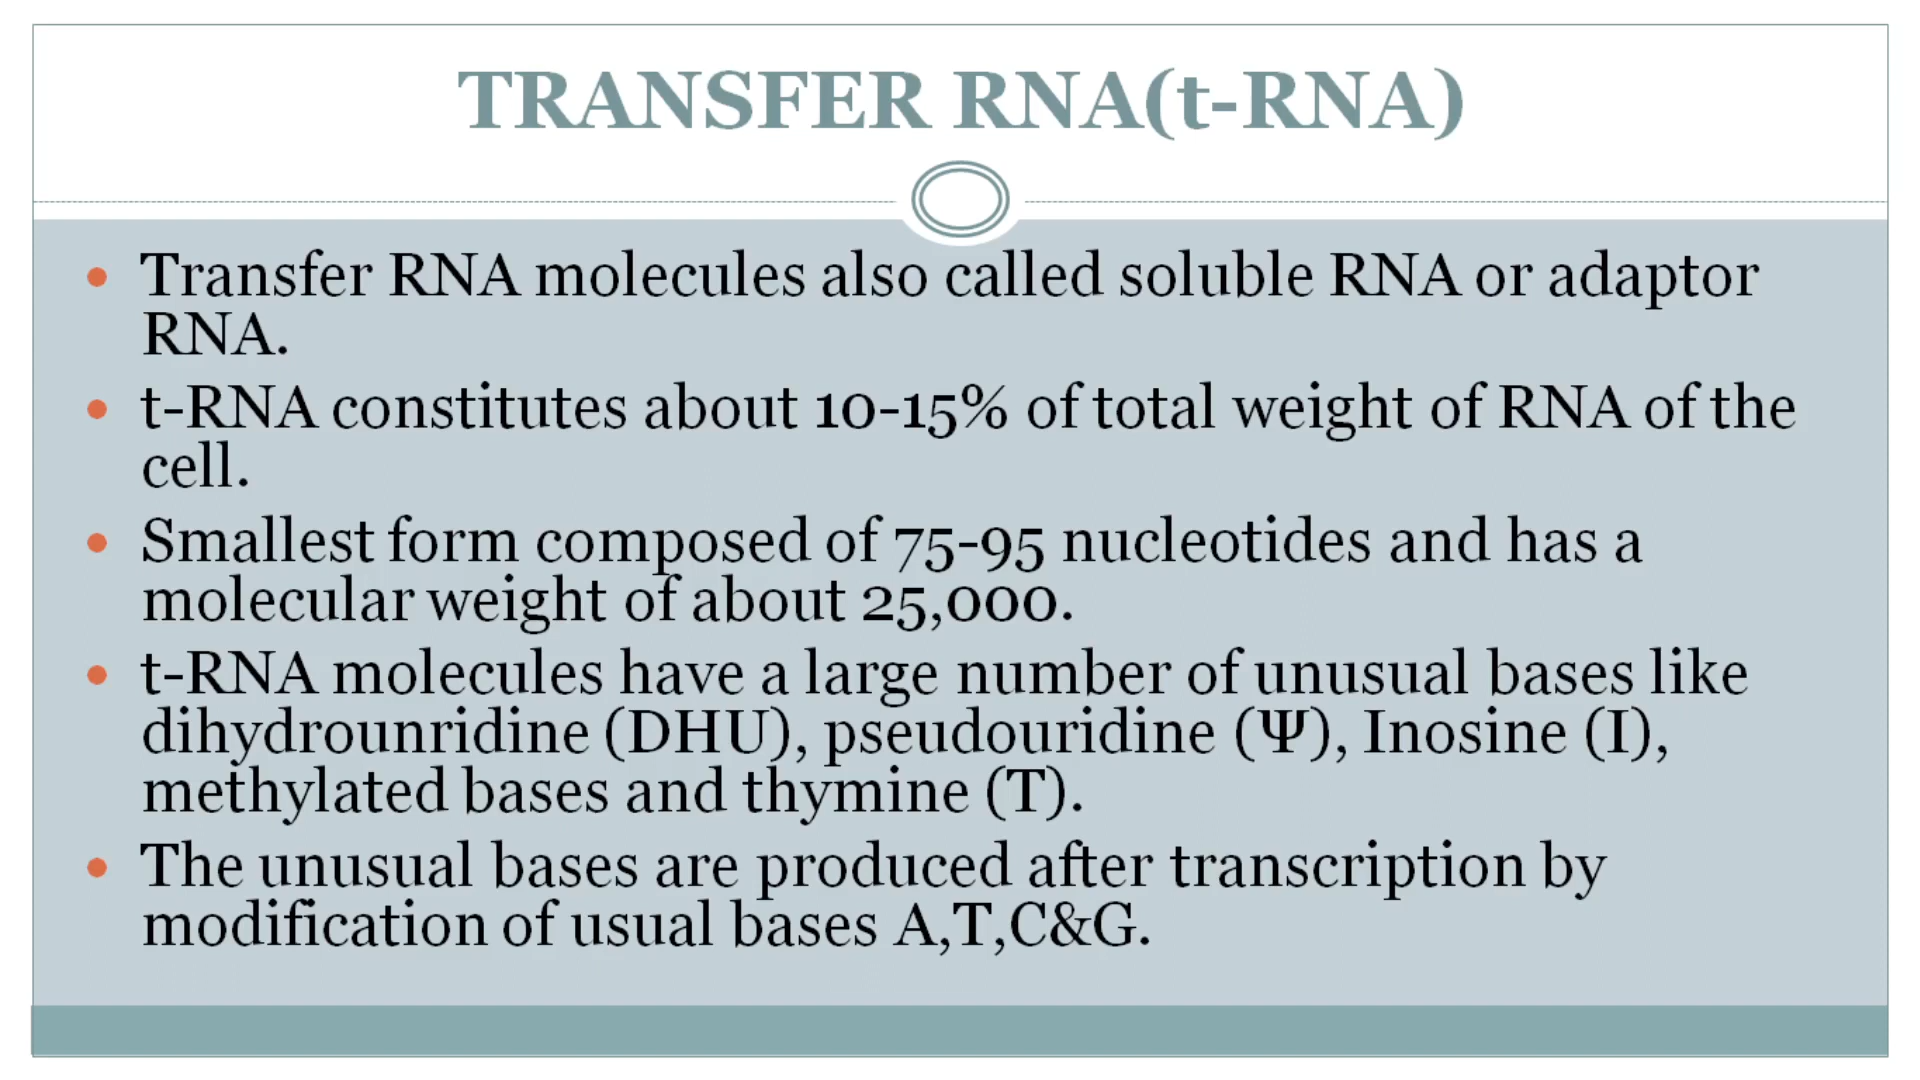 TRANSFER RNA(t-RNA)
• Transfer RNA molecules also called soluble RNA or adaptor
RNA.
• t-RNA constitutes about 10-15% of total weight of RNA of the
cell.
• Smallest form composed of 75-95 nucleotides and has a
molecular weight of about 25,000.
• t-RNA molecules have a large number of unusual bases like
dihydrounridine (DHU), pseudouridine (Ψ), Inosine (I),
methylated bases and thymine (T).
• The unusual bases are produced after transcription by
modification of usual bases A,T,C&G.